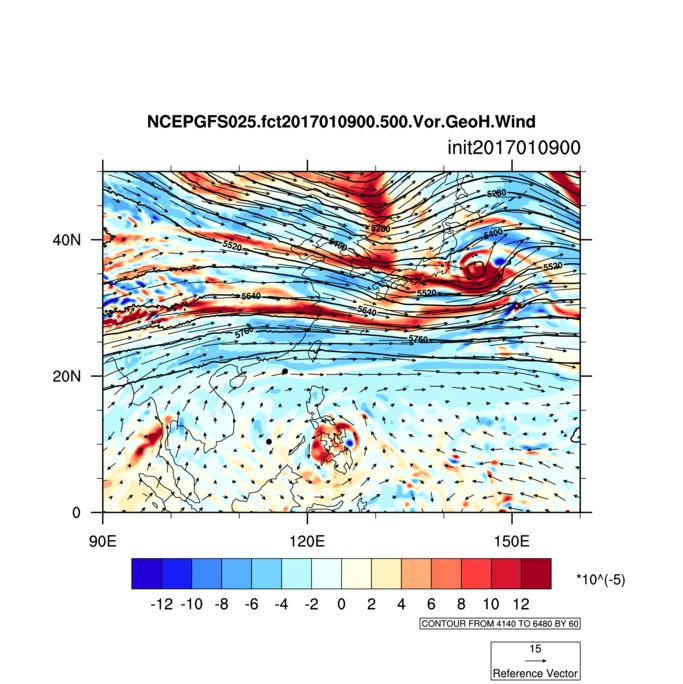 NCEPGFS025.fct2017010900.500.Vor.GeoH.Wind
init2017010900
5280
5280
5400
5400
5520
5520
5520
5640
5640
5760
5760
40N
20N
0
90E 120E 150E
-12 -10 -8 -6 -4 -2 0 2 4 6 8 10 12
*10^(-5)
CONTOUR FROM 4140 TO 6480 BY 60
15
Reference Vector